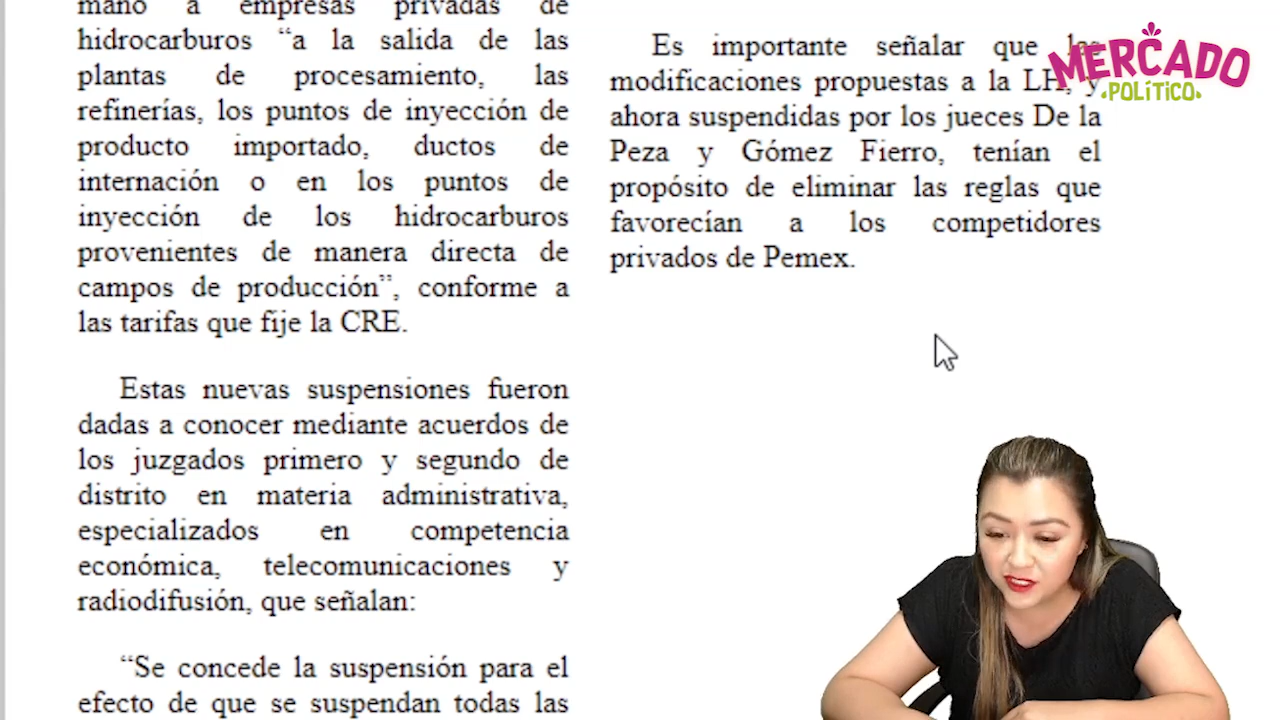 mano a empresas privadas de
hidrocarburos “a la salida de las
plantas de procesamiento, las
refinerías, los puntos de inyección de
producto importado, ductos de
internación o en los puntos de
inyección de los hidrocarburos
provenientes de manera directa de
campos de producción”, conforme a
las tarifas que fije la CRE.
Estas nuevas suspensiones fueron
dadas a conocer mediante acuerdos de
los juzgados primero y segundo de
distrito en materia administrativa,
especializados en competencia
económica, telecomunicaciones y
radiodifusión, que señalan:
“Se concede la suspensión para el
efecto de que se suspendan todas las
Es importante señalar que las
modificaciones propuestas a la LH, y
ahora suspendidas por los jueces De la
Peza y Gómez Fierro, tenían el
propósito de eliminar las reglas que
favorecían a los competidores
privados de Pemex.
MERCADO
POLÍTICO